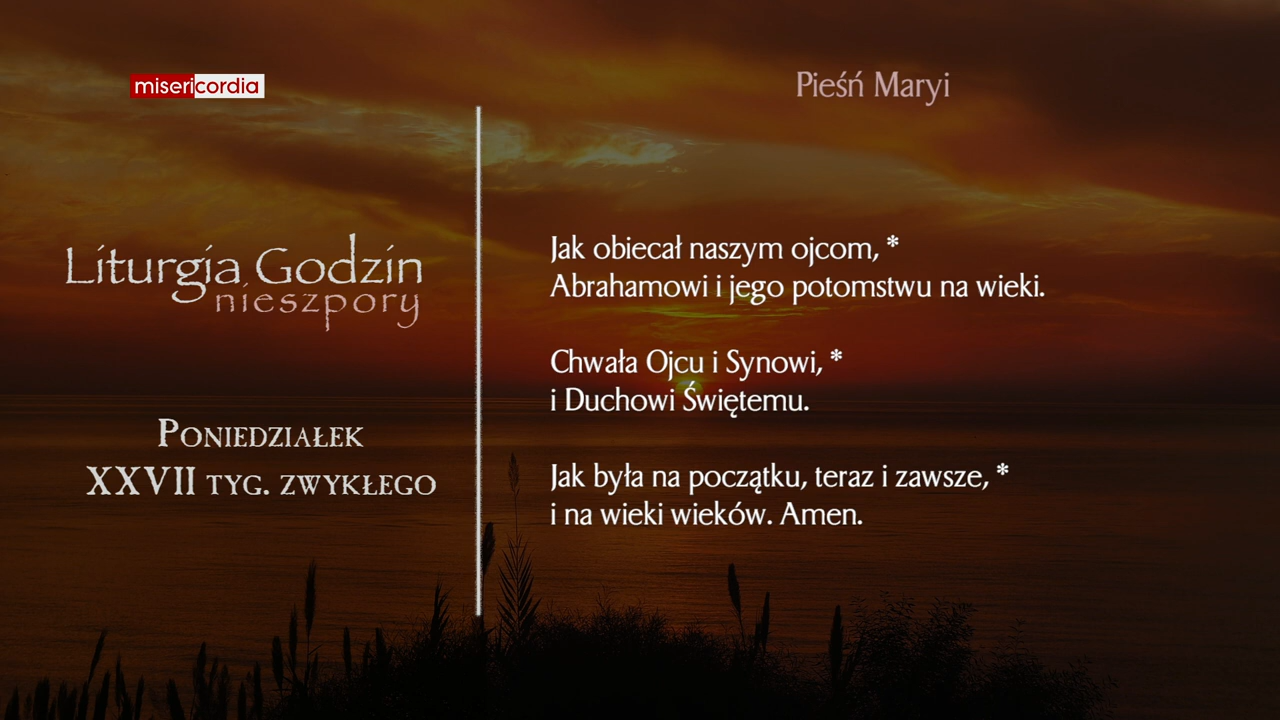 misericordia
Pieśń Maryi
Liturgia Godzin
nieszpory
Poniedziałek
XXVII tyg. zwykłego
Jak obiecał naszym ojcom, *
Abrahamowi i jego potomstwu na wieki.
Chwała Ojcu i Synowi, *
i Duchowi Świętemu.
Jak była na początku, teraz i zawsze, *
i na wieki wieków. Amen.